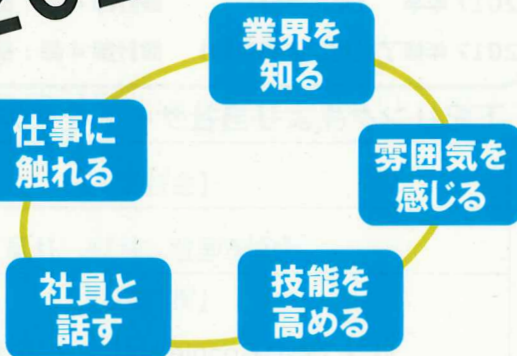 業界を
知る
雰囲気を
感じる
技能を
高める
社員と
話す
仕事に
触れる